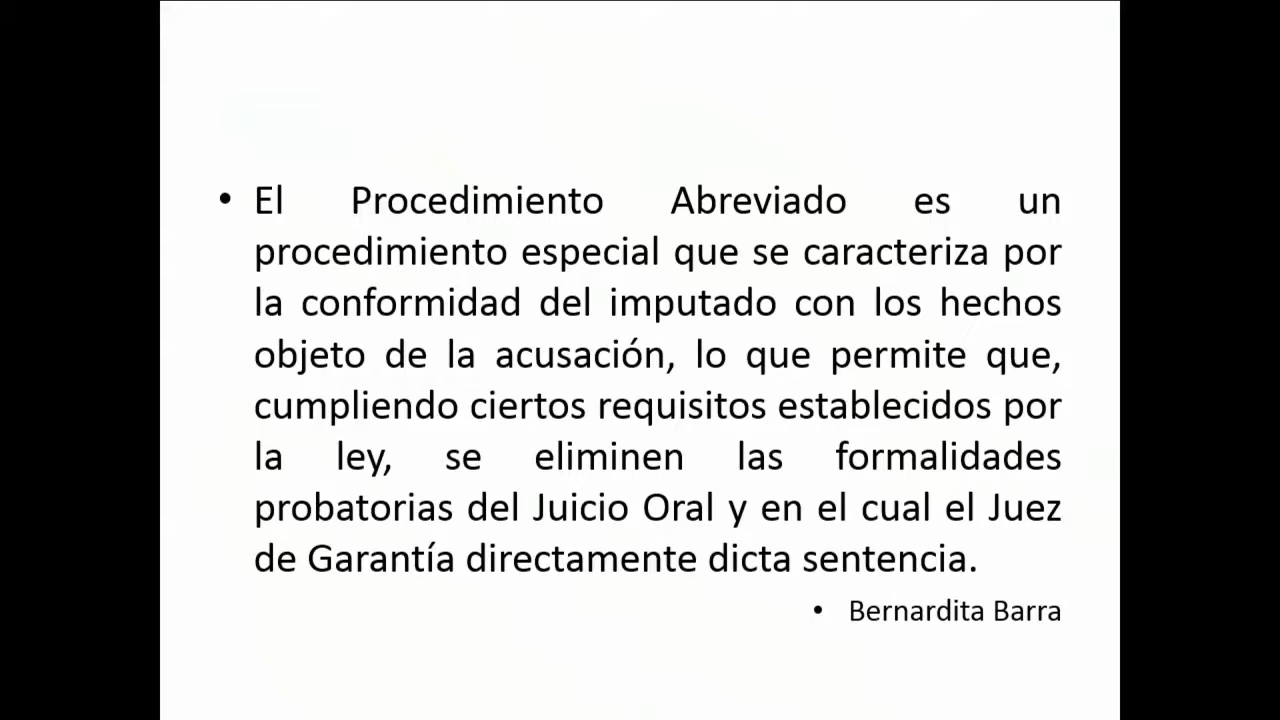 • El Procedimiento Abreviado es un
procedimiento especial que se caracteriza por
la conformidad del imputado con los hechos
objeto de la acusación, lo que permite que,
cumpliendo ciertos requisitos establecidos por
la ley, se eliminen las formalidades
probatorias del Juicio Oral y en el cual el Juez
de Garantía directamente dicta sentencia.
• Bernardita Barra